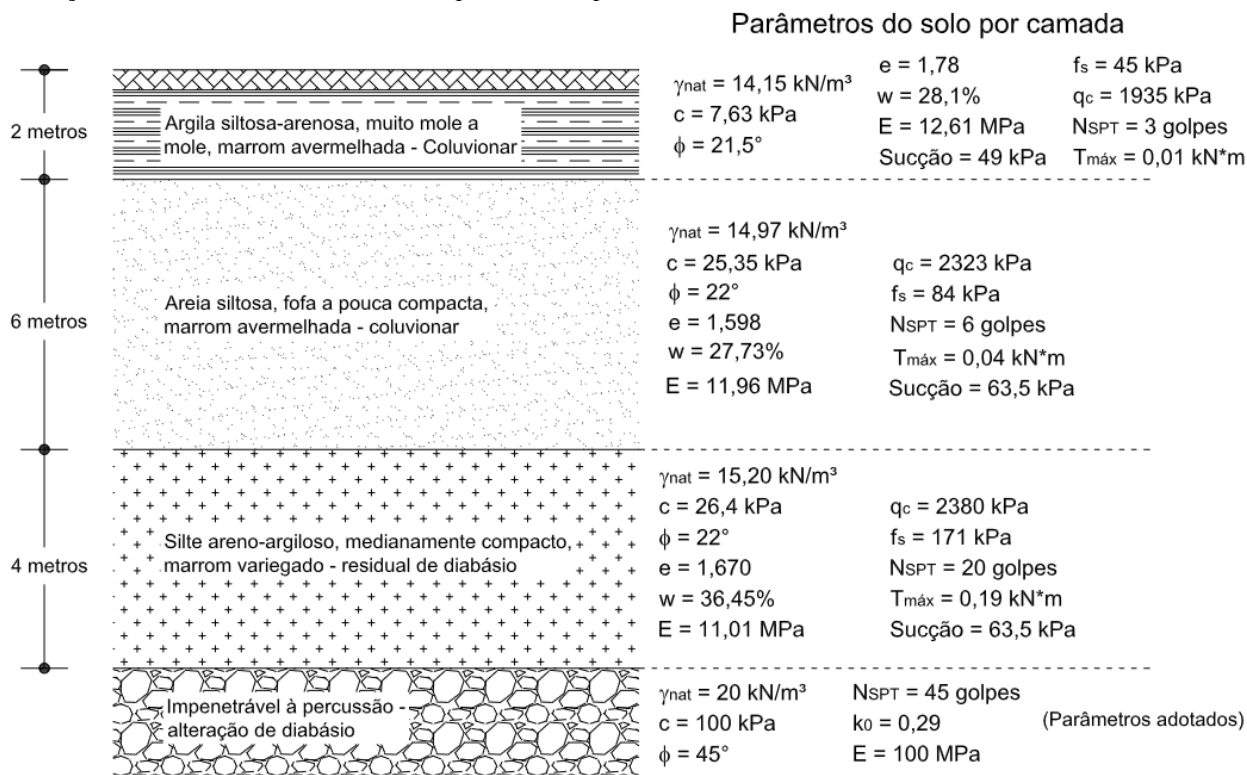 Parâmetros do solo por camada
2 metros
Argila siltosa-arenosa, muito mole a
mole, marrom avermelhada - Coluvionar
γnat = 14,15 kN/m³
c = 7,63 kPa
ϕ = 21,5°
e = 1,78
w = 28,1%
E = 12,61 MPa
Sucção = 49 kPa
fs = 45 kPa
qc = 1935 kPa
NSPT = 3 golpes
Tmáx = 0,01 kN*m
6 metros
Areia siltosa, fofa a pouca compacta,
marrom avermelhada - coluvionar
γnat = 14,97 kN/m³
c = 25,35 kPa
ϕ = 22°
e = 1,598
w = 27,73%
E = 11,96 MPa
qc = 2323 kPa
fs = 84 kPa
NSPT = 6 golpes
Tmáx = 0,04 kN*m
Sucção = 63,5 kPa
4 metros
Silte areno-argiloso, medianamente compacto,
marrom variegado - residual de diabásio
γnat = 15,20 kN/m³
c = 26,4 kPa
ϕ = 22°
e = 1,670
w = 36,45%
E = 11,01 MPa
qc = 2380 kPa
fs = 171 kPa
NSPT = 20 golpes
Tmáx = 0,19 kN*m
Sucção = 63,5 kPa
Impenetrável à percussão -
alteração de diabásio
γnat = 20 kN/m³
c = 100 kPa
ϕ = 45°
NSPT = 45 golpes
k0 = 0,29
E = 100 MPa
(Parâmetros adotados)